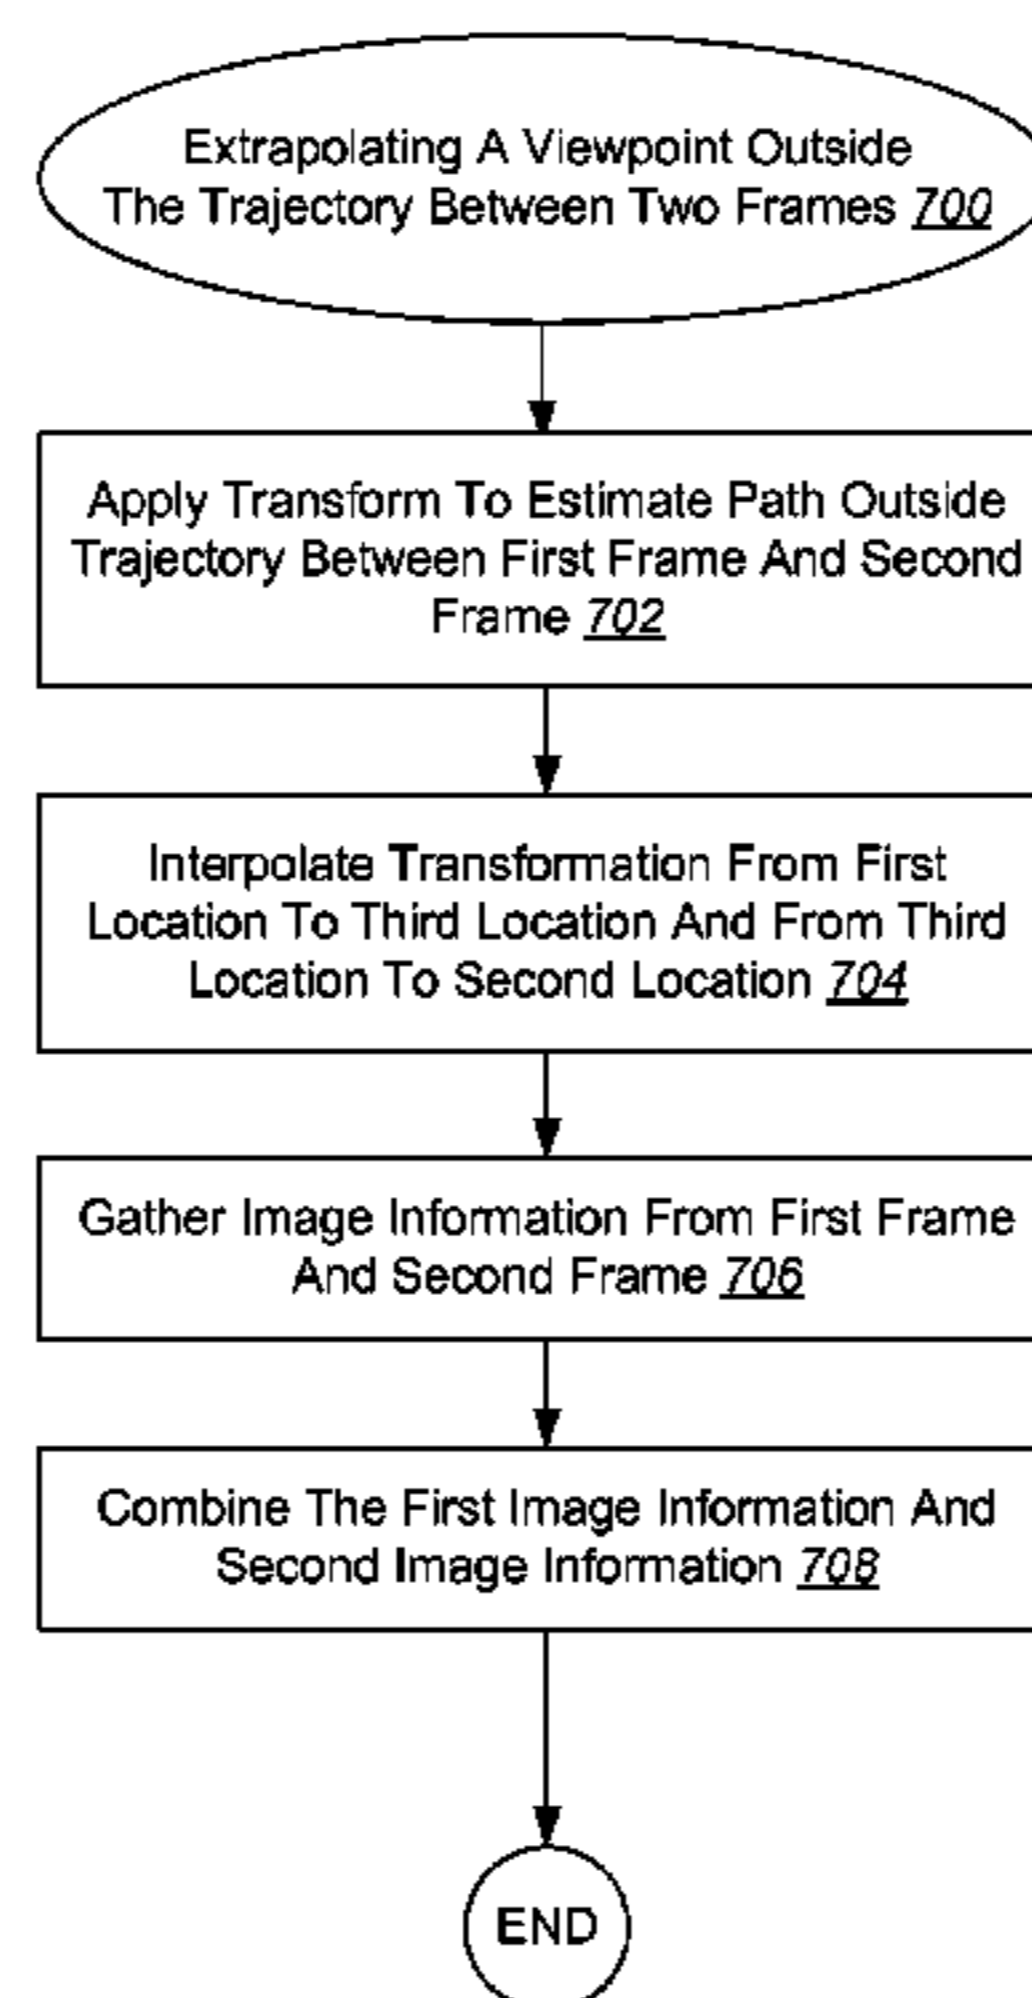 Extrapolating A Viewpoint Outside
The Trajectory Between Two Frames 700
Apply Transform To Estimate Path Outside
Trajectory Between First Frame And Second
Frame 702
Interpolate Transformation From First
Location To Third Location And From Third
Location To Second Location 704
Gather Image Information From First Frame
And Second Frame 706
Combine The First Image Information And
Second Image Information 708
END